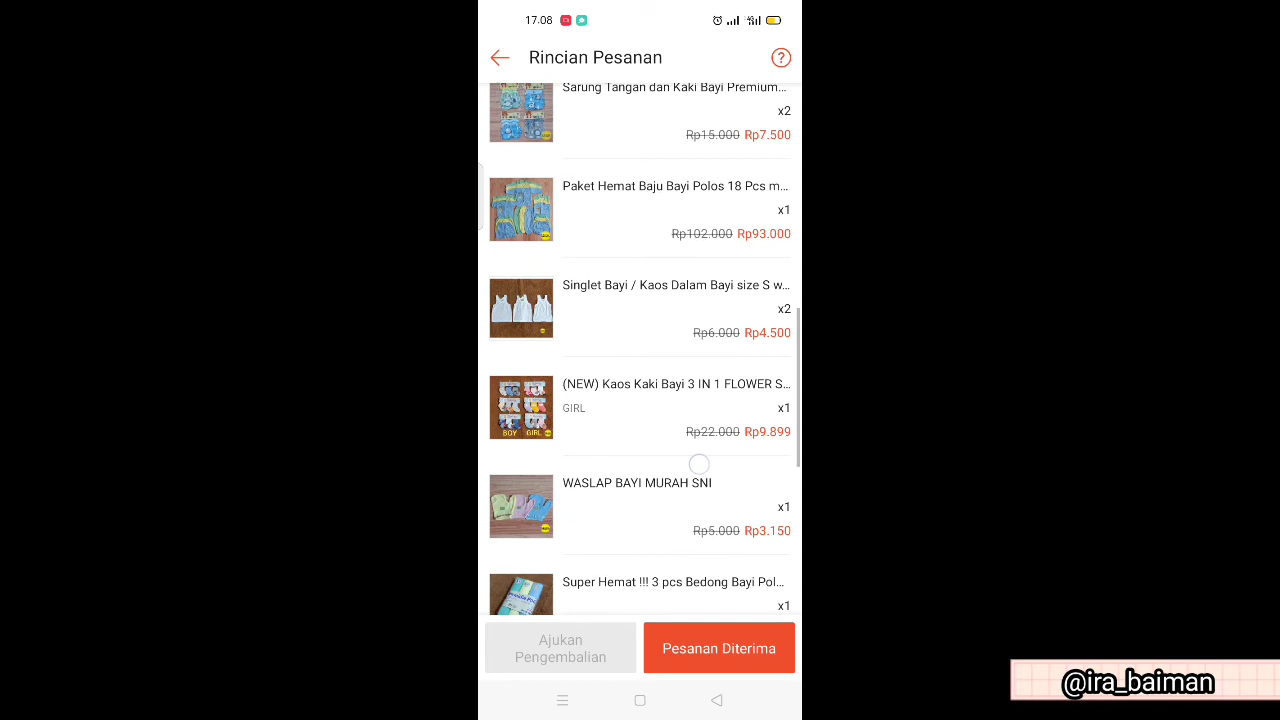 17.08
Rincian Pesanan
?
Sarung Tangan dan Kaki Bayi Premium...
x2
Rp15.000 Rp7.500
Paket Hemat Baju Bayi Polos 18 Pcs m...
x1
Rp102.000 Rp93.000
Singlet Bayi / Kaos Dalam Bayi size S w...
x2
Rp6.000 Rp4.500
(NEW) Kaos Kaki Bayi 3 IN 1 FLOWER S...
GIRL x1
Rp22.000 Rp9.899
BOY GIRL
WASLAP BAYI MURAH SNI
x1
Rp5.000 Rp3.150
Super Hemat !!! 3 pcs Bedong Bayi Pol...
x1
Ajukan
Pengembalian
Pesanan Diterima
@ira_baiman